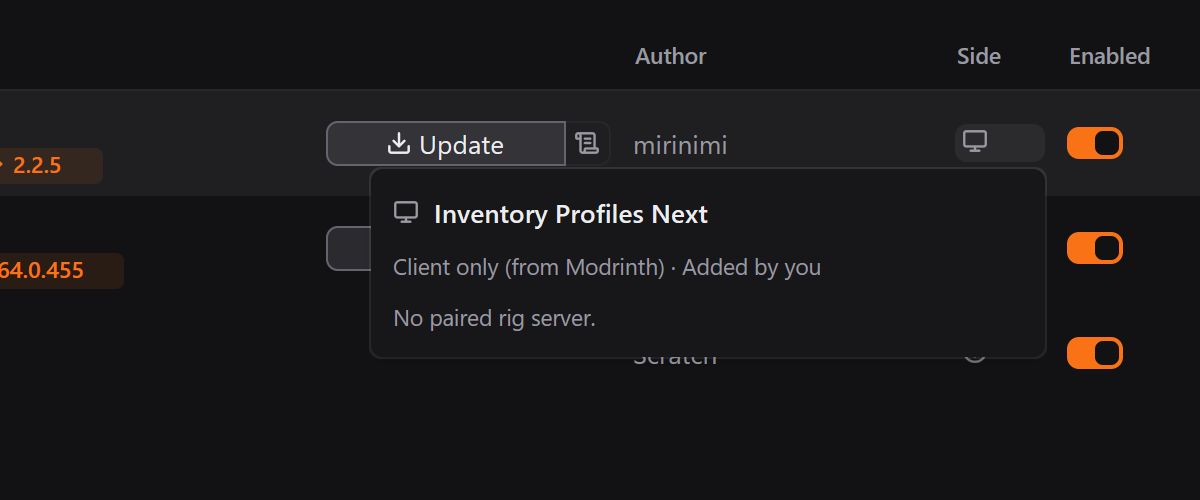 Author Side Enabled
2.2.5 Update mirinimi
Inventory Profiles Next
Client only (from Modrinth) · Added by you
64.0.455
No paired rig server.